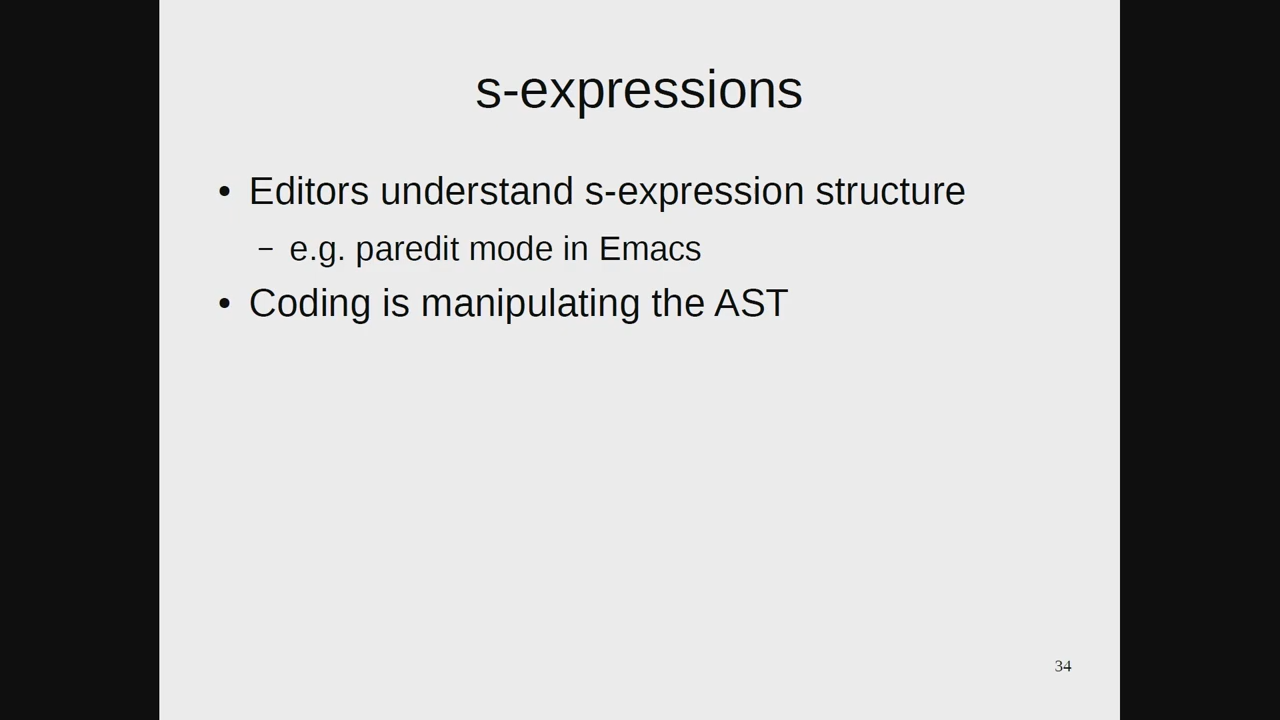 s-expressions
• Editors understand s-expression structure
– e.g. paredit mode in Emacs
• Coding is manipulating the AST
34